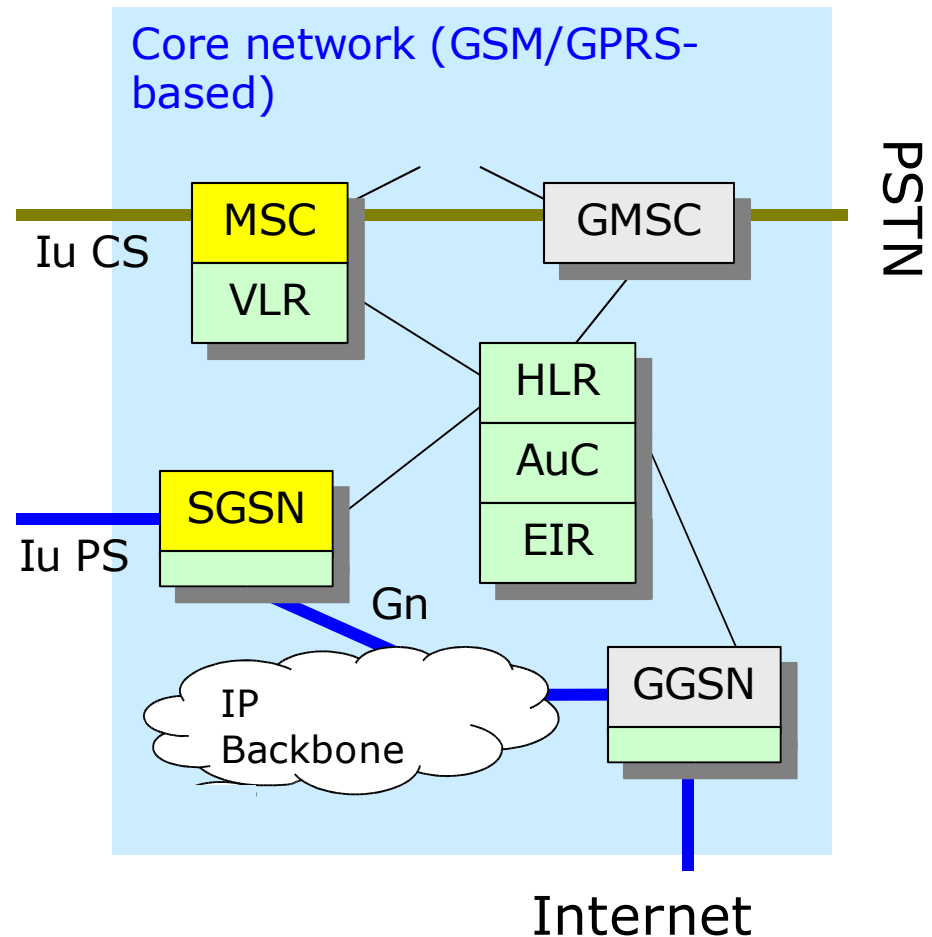 Core network (GSM/GPRS-
based)
PSTN
MSC
GMSC
Iu CS
VLR
HLR
AuC
SGSN
EIR
Iu PS
Gn
GGSN
IP
Backbone
Internet